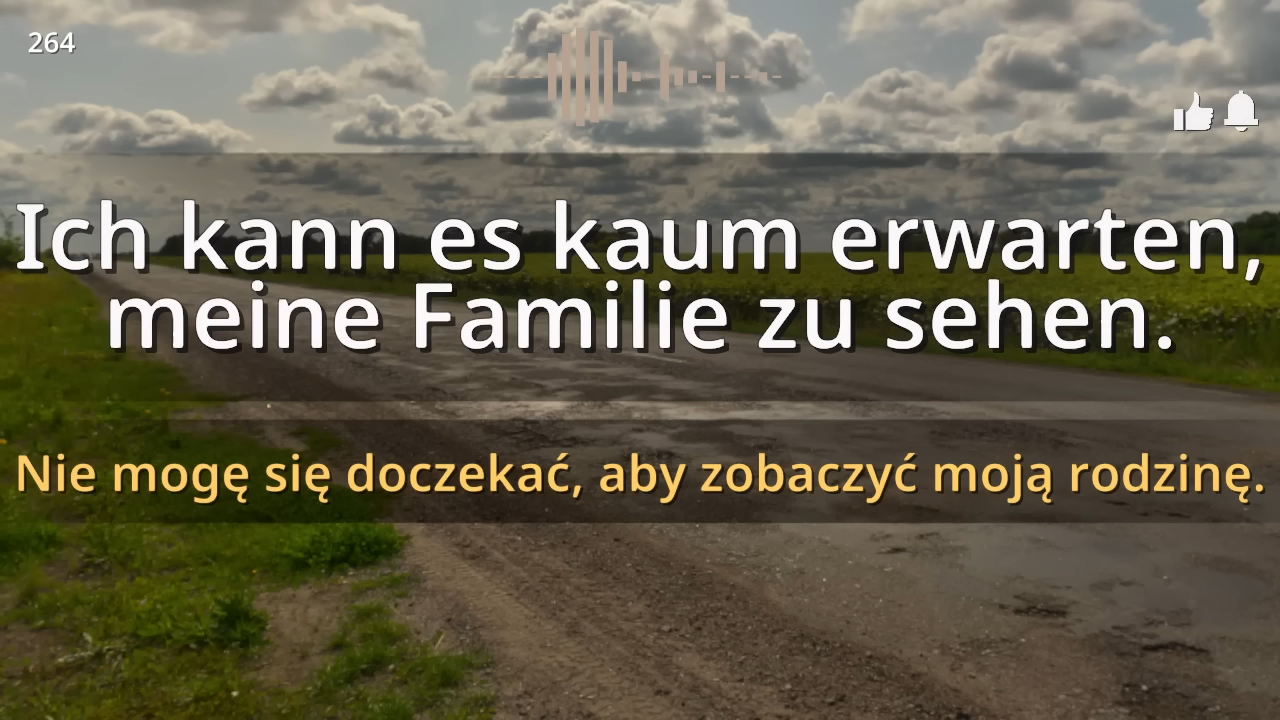 264
Ich kann es kaum erwarten,
meine Familie zu sehen.
Nie mogę się doczekać, aby zobaczyć moją rodzinę.